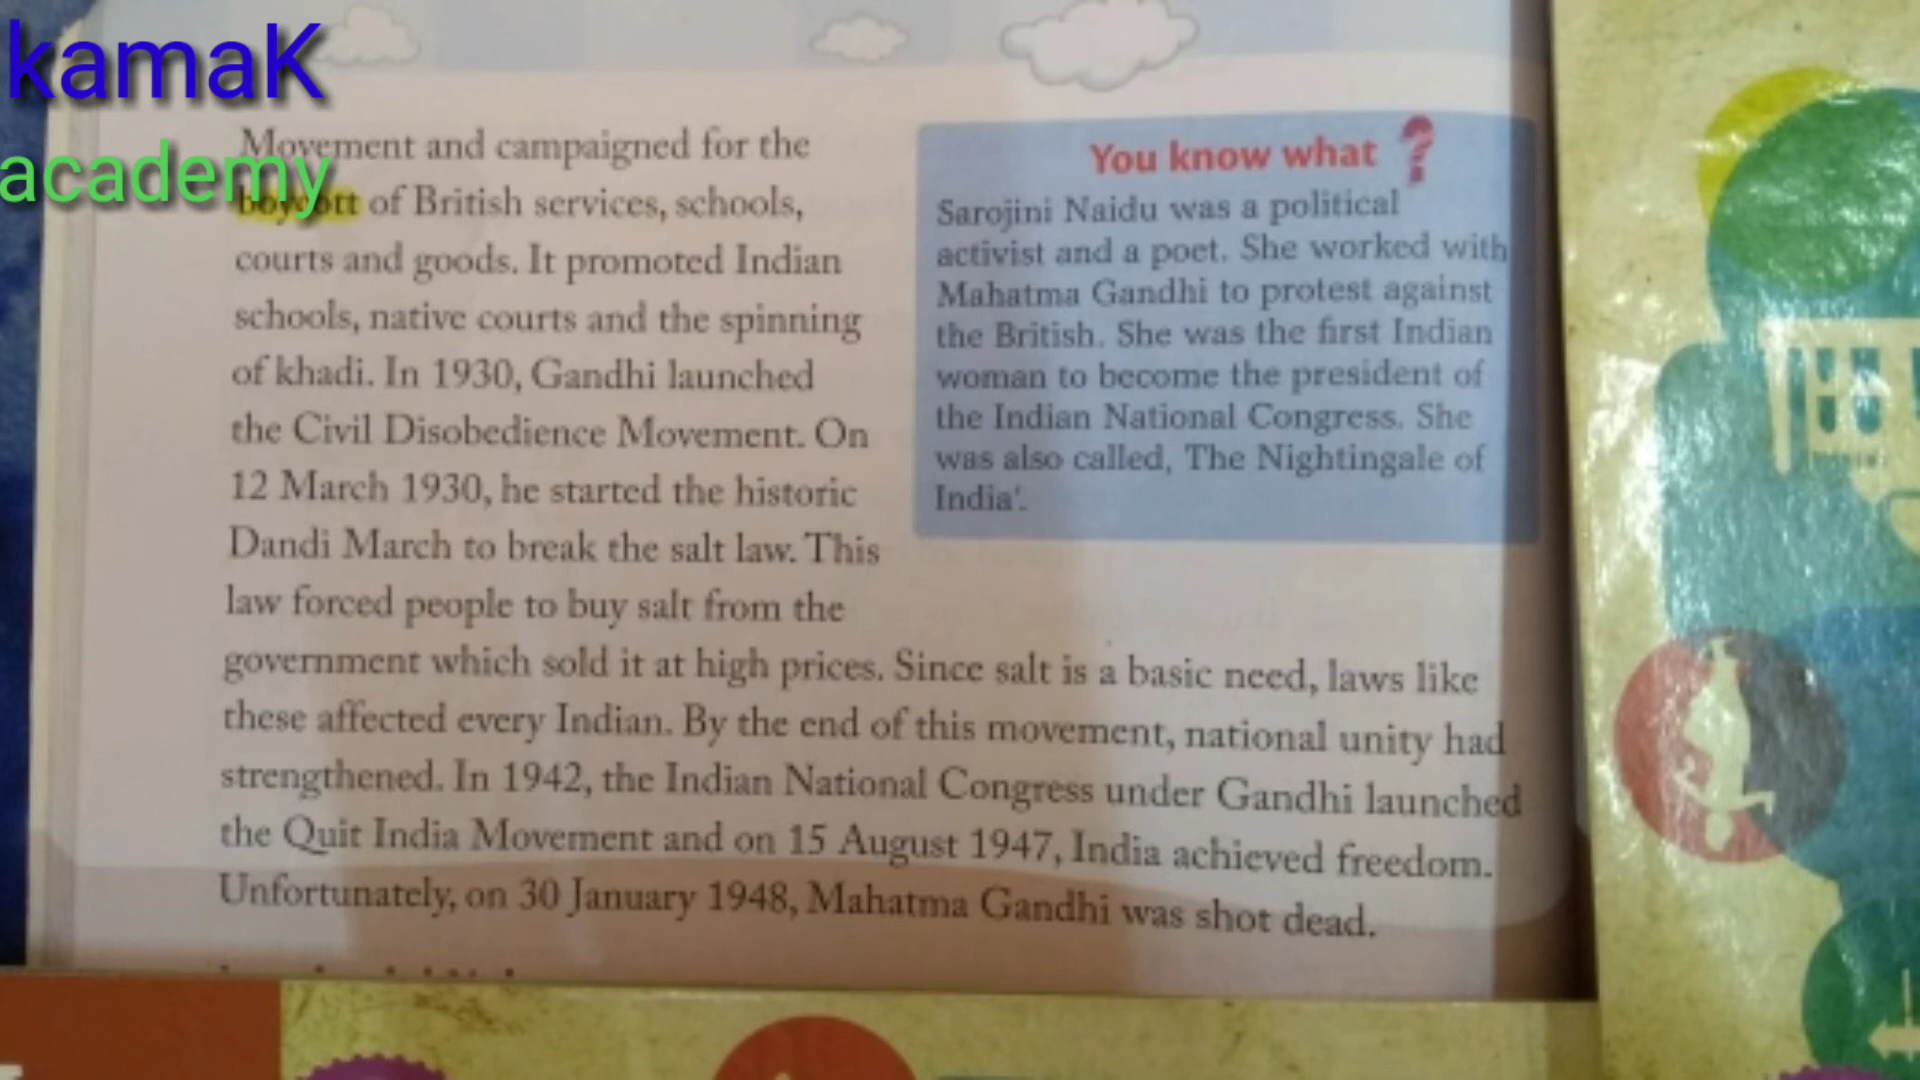 kamaK
academy
Movement and campaigned for the
boycott of British services, schools,
courts and goods. It promoted Indian
schools, native courts and the spinning
of khadi. In 1930, Gandhi launched
the Civil Disobedience Movement. On
12 March 1930, he started the historic
Dandi March to break the salt law. This
law forced people to buy salt from the
government which sold it at high prices. Since salt is a basic need, laws like
these affected every Indian. By the end of this movement, national unity had
strengthened. In 1942, the Indian National Congress under Gandhi launched
the Quit India Movement and on 15 August 1947, India achieved freedom.
Unfortunately, on 30 January 1948, Mahatma Gandhi was shot dead.
You know what ?
Sarojini Naidu was a political
activist and a poet. She worked with
Mahatma Gandhi to protest against
the British. She was the first Indian
woman to become the president of
the Indian National Congress. She
was also called, The Nightingale of
India'.